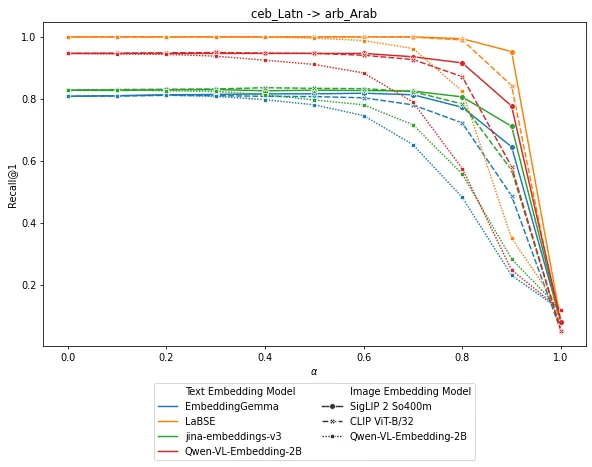 ceb_Latn -> arb_Arab
1.0
0.8
0.6
0.4
0.2
Recall@1
0.0 0.2 0.4 0.6 0.8 1.0
α
Text Embedding Model Image Embedding Model
EmbeddingGemma SigLIP 2 So400m
LaBSE CLIP ViT-B/32
jina-embeddings-v3 Qwen-VL-Embedding-2B
Qwen-VL-Embedding-2B